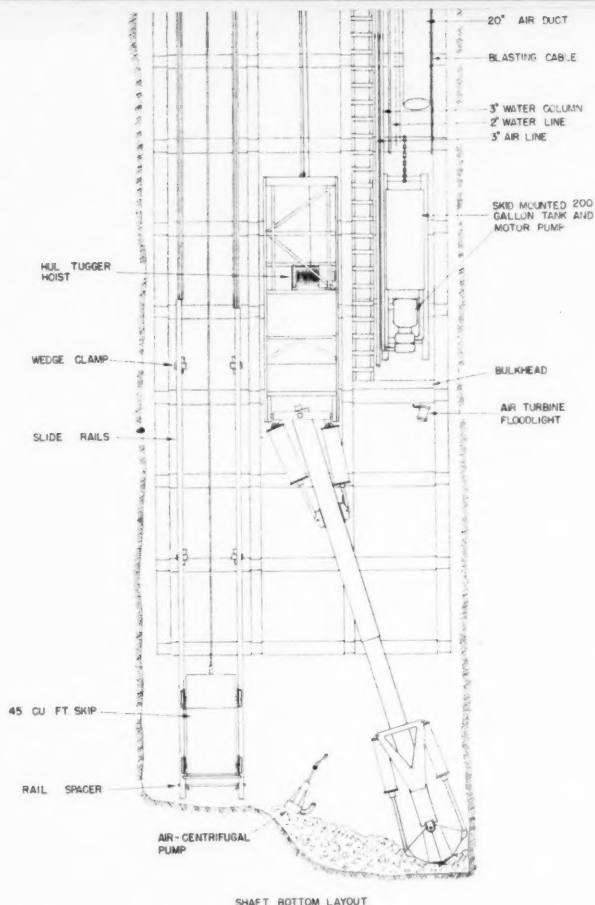 20" AIR DUCT
BLASTING CABLE
3" WATER COLUMN
2" WATER LINE
3" AIR LINE
SKID MOUNTED 200
GALLON TANK AND
MOTOR PUMP
HUL TUGGER
HOIST
WEDGE CLAMP
BULKHEAD
AIR TURBINE
FLOODLIGHT
SLIDE RAILS
45 CU FT. SKIP
RAIL SPACER
AIR-CENTRIFUGAL
PUMP
SHAFT BOTTOM LAYOUT